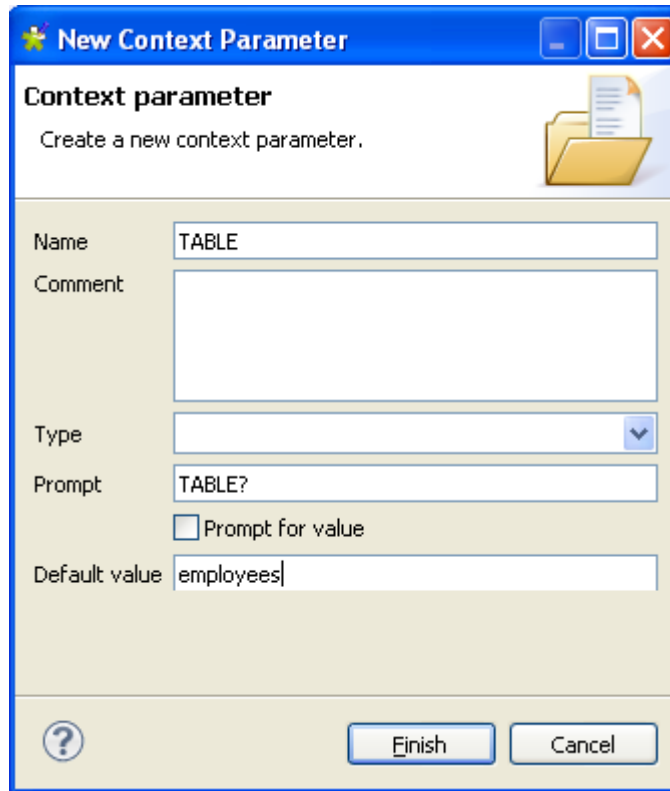 New Context Parameter
Context parameter
Create a new context parameter.
Name TABLE
Comment
Type
Prompt TABLE?
Prompt for value
Default value employees
?
Finish Cancel